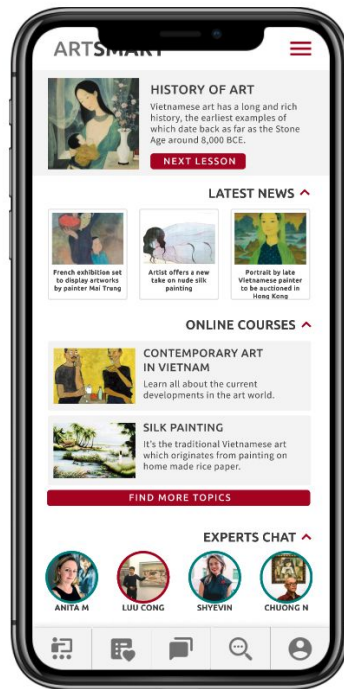 ARTSMART
HISTORY OF ART
Vietnamese art has a long and rich
history, the earliest examples of
which date back as far as the Stone
Age around 8,000 BCE.
NEXT LESSON
LATEST NEWS
French exhibition set
to display artworks
by painter Mai Trung
Artist offers a new
take on nude silk
painting
Portrait by late
Vietnamese painter
to be auctioned in
Hong Kong
ONLINE COURSES
CONTEMPORARY ART
IN VIETNAM
Learn all about the current
developments in the art world.
SILK PAINTING
It's the traditional Vietnamese art
which originates from painting on
home made rice paper.
FIND MORE TOPICS
EXPERTS CHAT
ANITA M
LUU CONG
SHYEVIN
CHUONG N